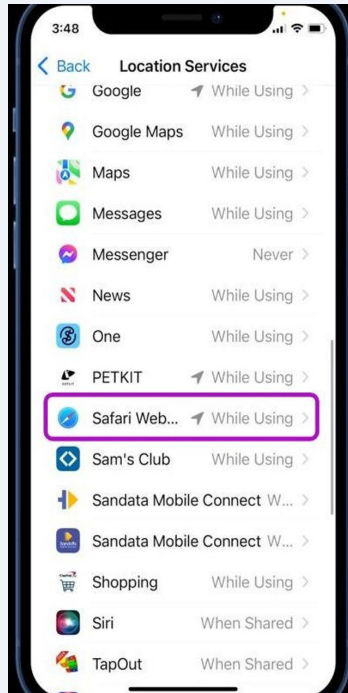 3:48
Back Location Services
Google While Using
Google Maps While Using
Maps While Using
Messages While Using
Messenger Never
News While Using
One While Using
PETKIT While Using
Safari Web... While Using
Sam's Club While Using
Sandata Mobile Connect W...
Sandata Mobile Connect W...
Shopping While Using
Siri When Shared
TapOut When Shared